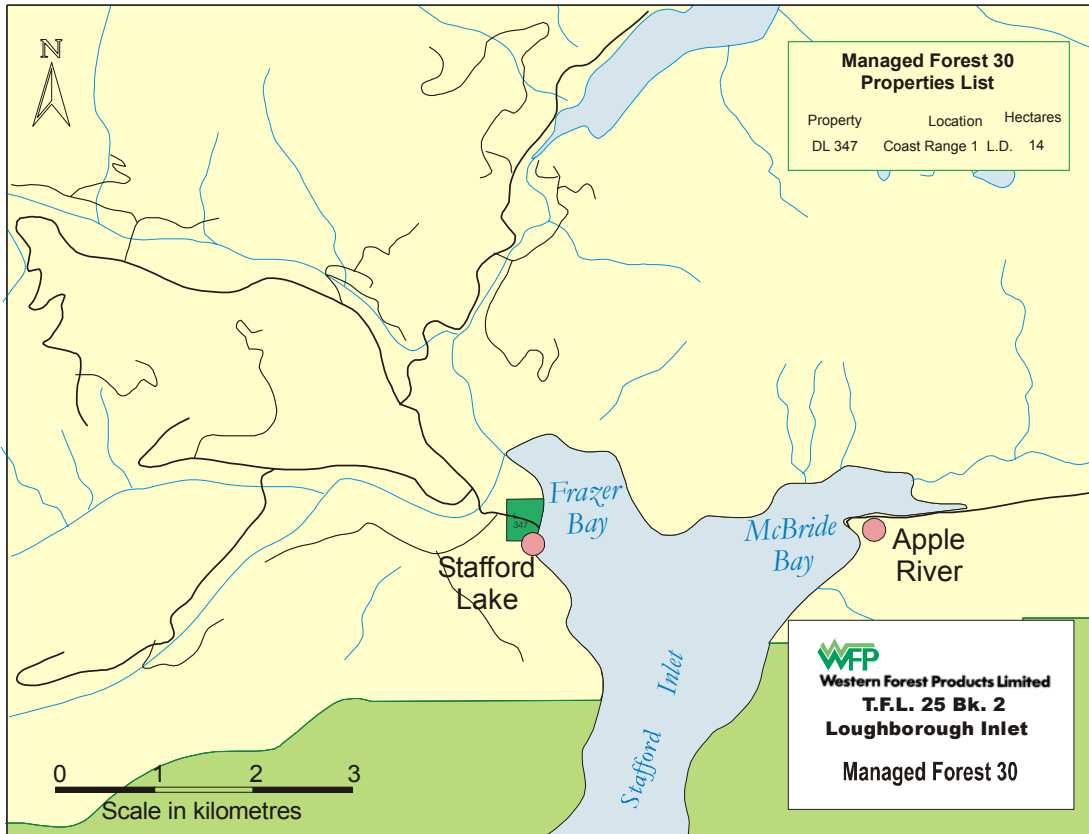 N
Managed Forest 30
Properties List
Property Location Hectares
DL 347 Coast Range 1 L.D. 14
Frazer
Bay
347
Stafford
Lake
McBride
Bay
Apple
River
Stafford Inlet
WFP
Western Forest Products Limited
T.F.L. 25 Bk. 2
Loughborough Inlet
Managed Forest 30
0 1 2 3
Scale in kilometres